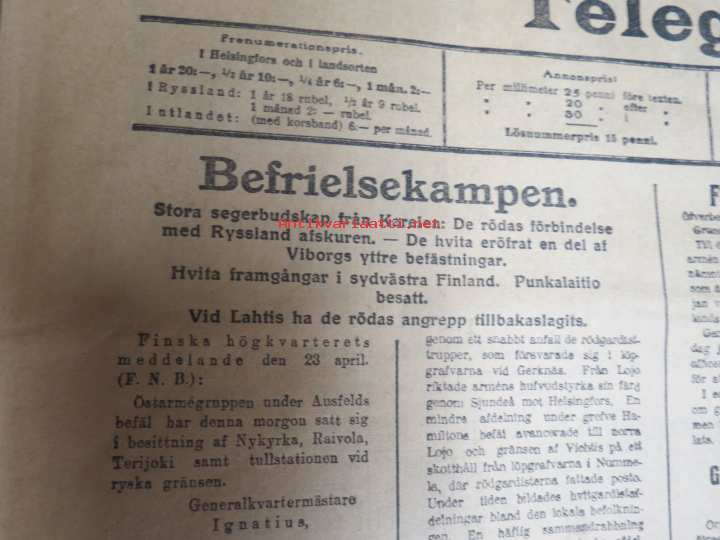 Teleg
Prenumerationspris.
I Helsingfors och i landsorten
1 år 20:—, ½ år 10:—, ¼ år 6:—, 1 mån. 2:—
I Ryssland: 1 år 18 rubel, ½ år 9 rubel.
1 månad 2: — rubel.
I utlandet: (med korsband) 6:— per månad.
Annonspris:
Per millimeter 25 penni före texten.
„ „ 20 „ efter „
„ „ 30 „ i „
Lösnummerpris 15 penni.
Befrielsekampen.
Stora segerbudskap från Karelen: De rödas förbindelse
med Ryssland afskuren. — De hvita eröfrat en del af
Viborgs yttre befästningar.
Hvita framgångar i sydvästra Finland. Punkalaitio
besatt.
Vid Lahtis ha de rödas angrepp tillbakaslagits.
antikvariaatti.net
Finska högkvarterets
meddelande den 23 april.
(F. N. B.):
Östarmégruppen under Ausfelds
befäl har denna morgon satt sig
i besittning af Nykyrka, Raivola,
Terijoki samt tullstationen vid
ryska gränsen.
Generalkvartermästare
Ignatius,
genom ett snabbt anfall de rödgardist-
trupper, som försvarade sig i löp-
grafvarna vid Gerknäs. Från Lojo
riktade arméns hufvudstyrka sin färg
genom Sjundeå mot Helsingfors. En
mindre afdelning under grefve Ha-
miltons befäl avancerade till norra
Lojo och gränsen af Vichtis på ett
skotthåll från löpgrafvarna i Numme-
la, där rödgardisterna fattade posto.
Under tiden bildades hvitgardistaf-
delningar bland den lokala befolknin-
gen. En häftig sammandrabbning